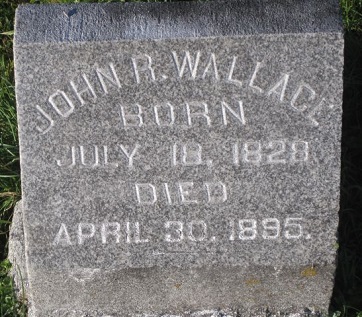 JOHN R. WALLACE
BORN
JULY 18, 1828
DIED
APRIL 30, 1895.